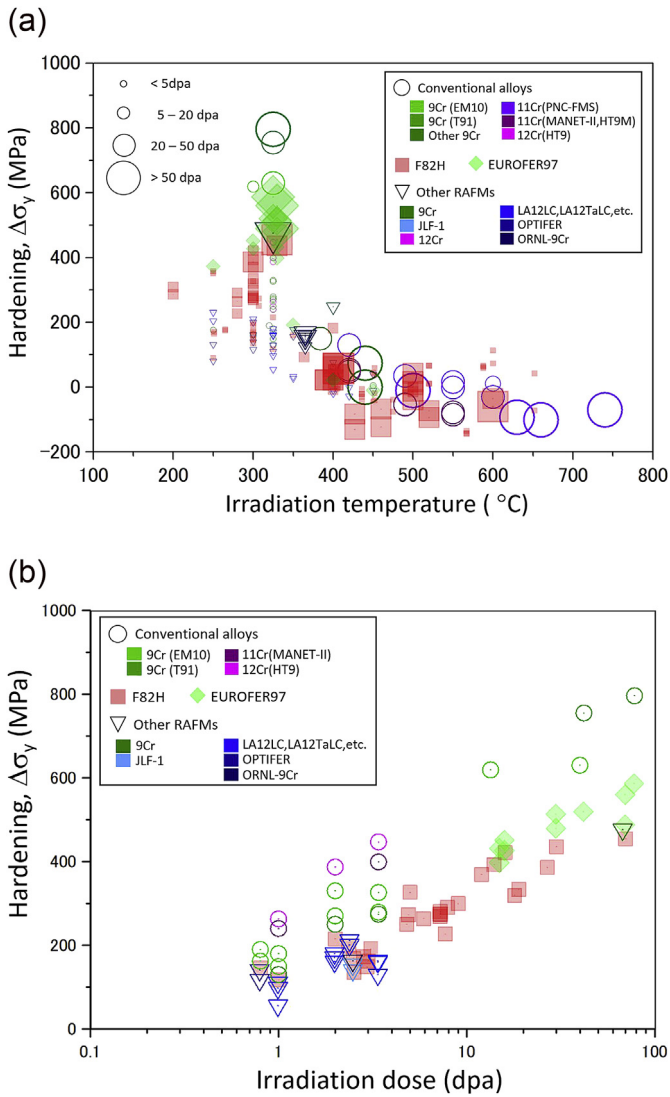 (a)
1000
800
600
400
200
0
−200
Hardening, Δσy (MPa)
< 5dpa
5 – 20 dpa
20 – 50 dpa
> 50 dpa
Conventional alloys
9Cr (EM10) 11Cr(PNC-FMS)
9Cr (T91) 11Cr(MANET-II,HT9M)
Other 9Cr 12Cr(HT9)
F82H EUROFER97
Other RAFMs
9Cr LA12LC,LA12TaLC,etc.
JLF-1 OPTIFER
12Cr ORNL-9Cr
100 200 300 400 500 600 700 800
Irradiation temperature ( °C)
(b)
1000
800
600
400
200
0
Hardening, Δσy (MPa)
Conventional alloys
9Cr (EM10) 11Cr(MANET-II)
9Cr (T91) 12Cr(HT9)
F82H EUROFER97
Other RAFMs
9Cr LA12LC,LA12TaLC,etc.
JLF-1 OPTIFER
ORNL-9Cr
0.1 1 10 100
Irradiation dose (dpa)